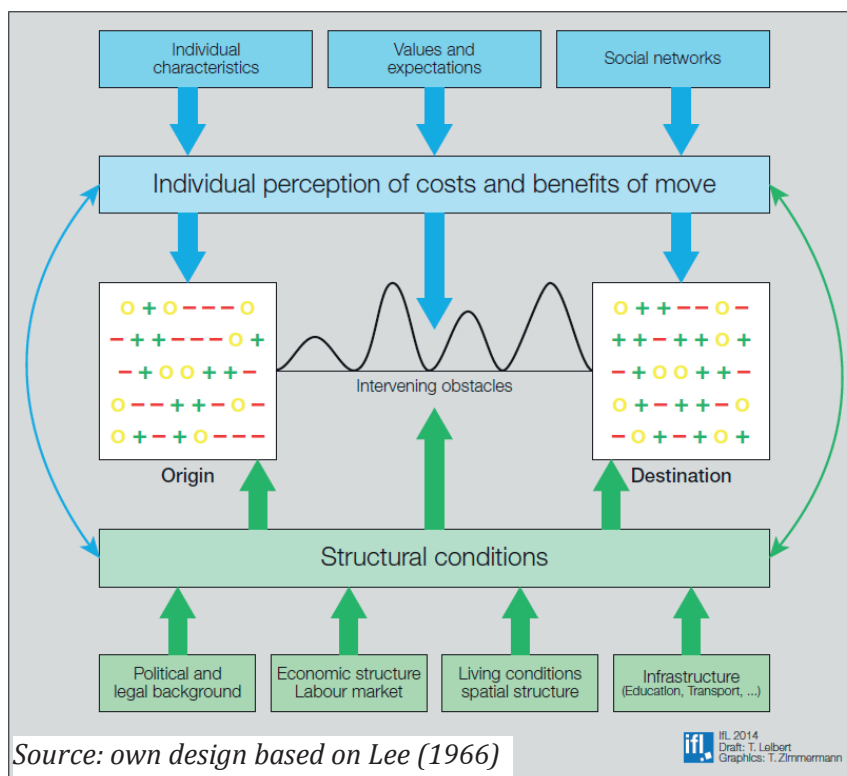 Individual
characteristics
Values and
expectations
Social networks
Individual perception of costs and benefits of move
O + O - - - O
- + + - - - O +
- + O O + + -
O - - + + - O -
O + - + O - - -
Origin
Intervening obstacles
O + + - - O -
+ + - + + O +
- + O O + + -
O + - + + - O
- O + - + O +
Destination
Structural conditions
Political and
legal background
Economic structure
Labour market
Living conditions
spatial structure
Infrastructure
(Education, Transport, ...)
Source: own design based on Lee (1966)
ifl
IfL 2014
Draft: T. Leibert
Graphics: T. Zimmermann